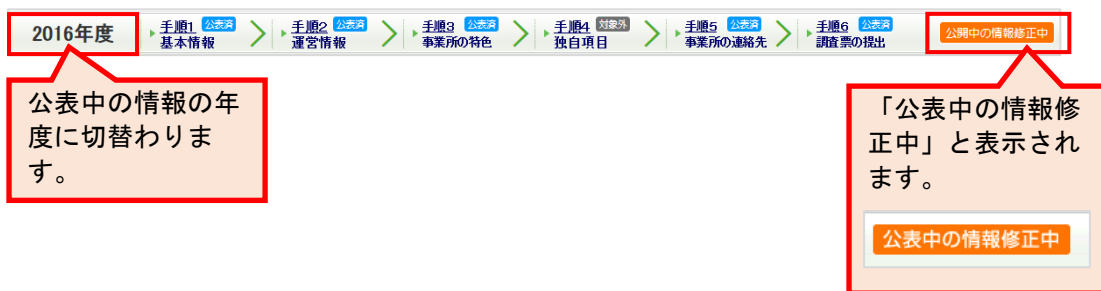 2016年度
手順1 公表済
基本情報
手順2 公表済
運営情報
手順3 公表済
事業所の特色
手順4 対象外
独自項目
手順5 公表済
事業所の連絡先
手順6 公表済
調査票の提出
公開中の情報修正中
公表中の情報の年
度に切替わりま
す。
「公表中の情報修
正中」と表示され
ます。
公表中の情報修正中